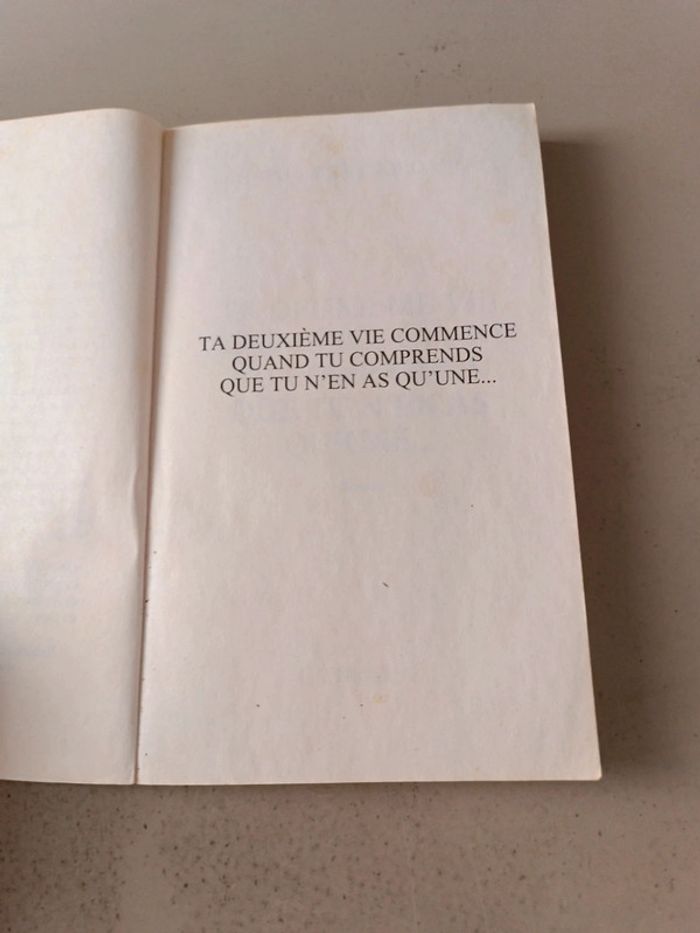 TA DEUXIÈME VIE COMMENCE
QUAND TU COMPRENDS
QUE TU N'EN AS QU'UNE...